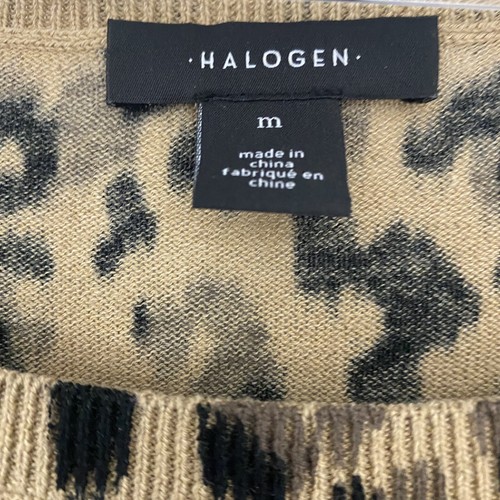 ·HALOGEN·
m
made in
china
fabriqué en
chine